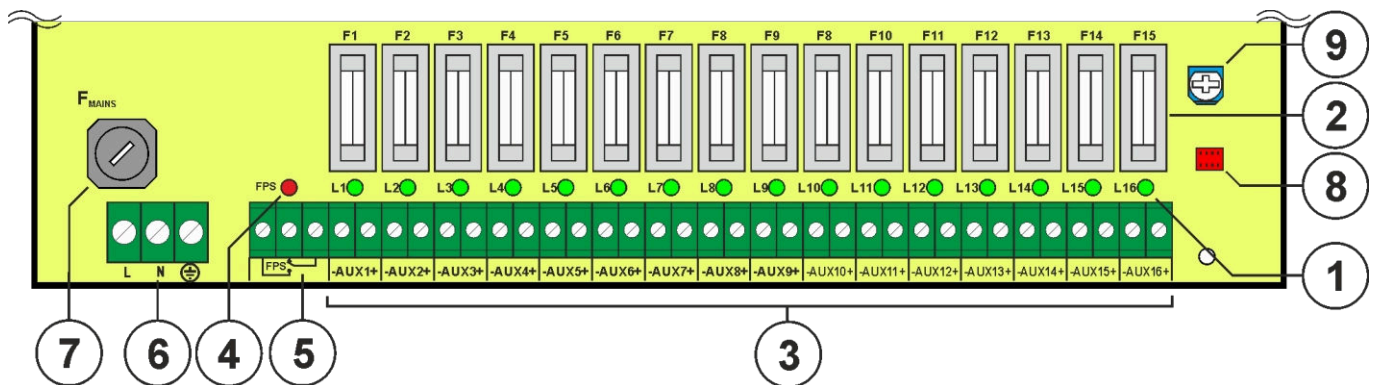 F1 F2 F3 F4 F5 F6 F7 F8 F9 F8 F10 F11 F12 F13 F14 F15
9
FMAINS
2
FPS L1 L2 L3 L4 L5 L6 L7 L8 L9 L10 L11 L12 L13 L14 L15 L16
8
L N
FPS -AUX1+ -AUX2+ -AUX3+ -AUX4+ -AUX5+ -AUX6+ -AUX7+ -AUX8+ -AUX9+ -AUX10+ -AUX11+ -AUX12+ -AUX13+ -AUX14+ -AUX15+ -AUX16+
1
7 6 4 5 3